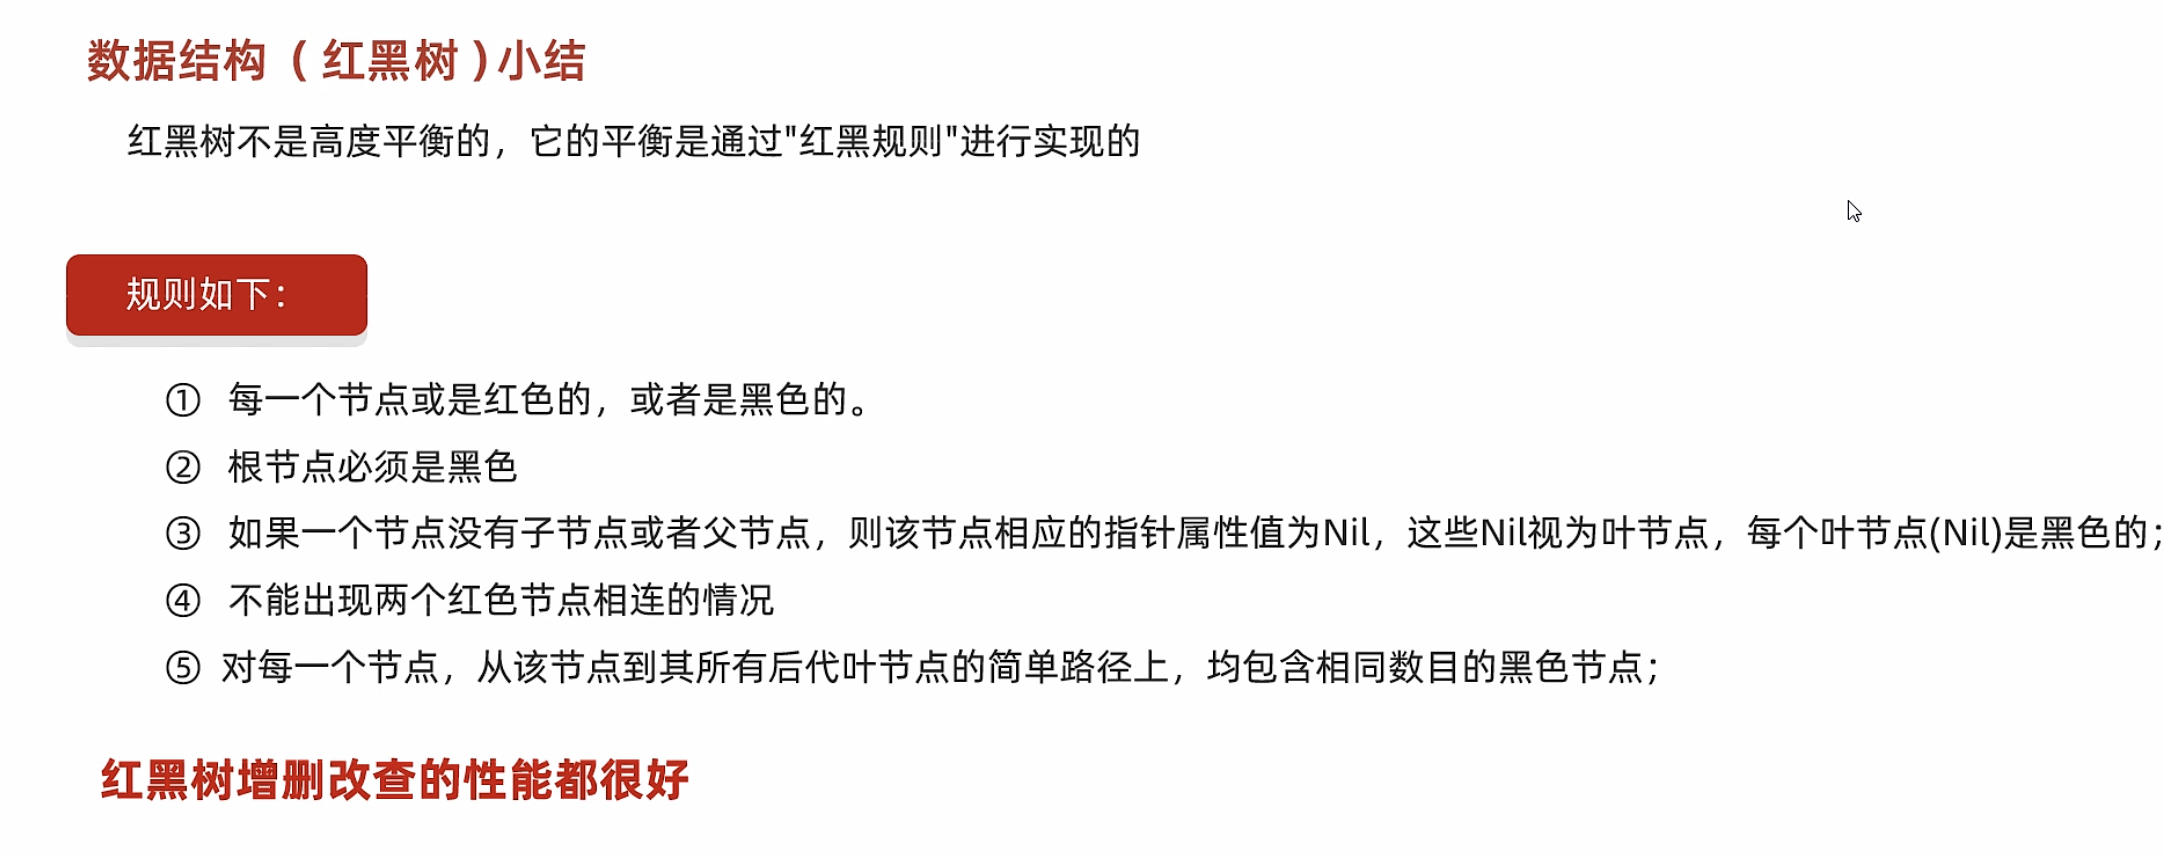 数据结构（红黑树）小结
红黑树不是高度平衡的，它的平衡是通过"红黑规则"进行实现的
规则如下：
① 每一个节点或是红色的，或者是黑色的。
② 根节点必须是黑色
③ 如果一个节点没有子节点或者父节点，则该节点相应的指针属性值为Nil，这些Nil视为叶节点，每个叶节点(Nil)是黑色的；
④ 不能出现两个红色节点相连的情况
⑤ 对每一个节点，从该节点到其所有后代叶节点的简单路径上，均包含相同数目的黑色节点；
红黑树增删改查的性能都很好